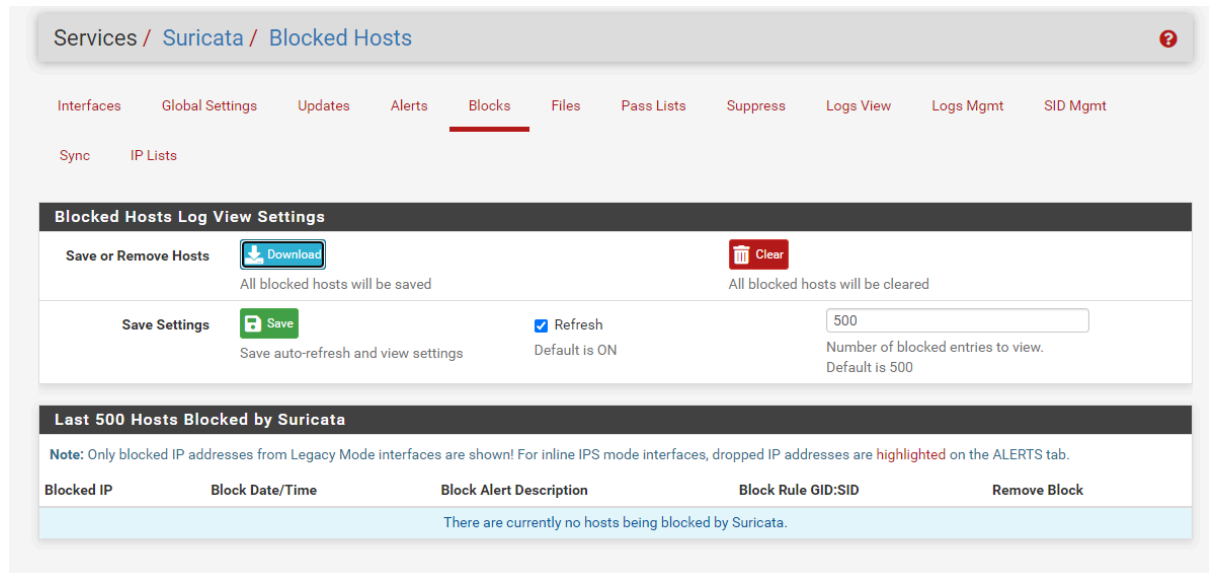 Services / Suricata / Blocked Hosts
Interfaces Global Settings Updates Alerts Blocks Files Pass Lists Suppress Logs View Logs Mgmt SID Mgmt
Sync IP Lists
Blocked Hosts Log View Settings
Save or Remove Hosts Download Clear
All blocked hosts will be saved All blocked hosts will be cleared
Save Settings Save Refresh 500
Save auto-refresh and view settings Default is ON Number of blocked entries to view.
Default is 500
Last 500 Hosts Blocked by Suricata
Note: Only blocked IP addresses from Legacy Mode interfaces are shown! For inline IPS mode interfaces, dropped IP addresses are highlighted on the ALERTS tab.
Blocked IP Block Date/Time Block Alert Description Block Rule GID:SID Remove Block
There are currently no hosts being blocked by Suricata.